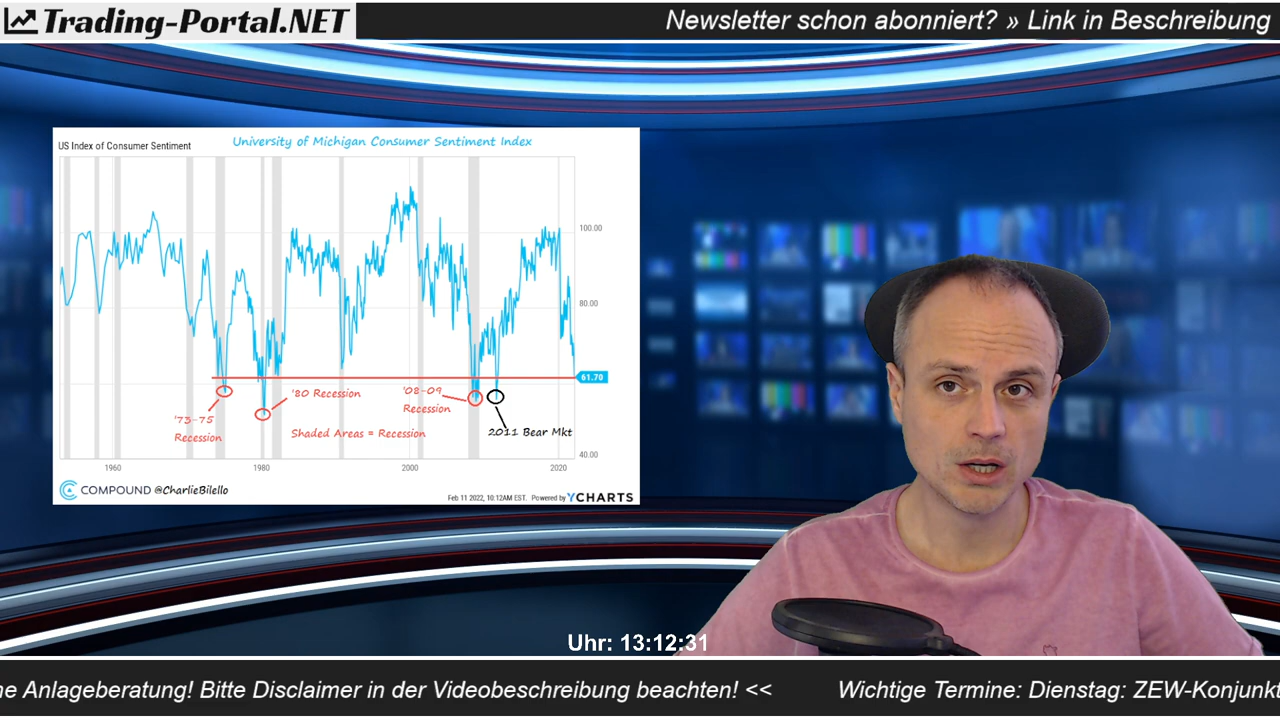 Trading-Portal.NET
Newsletter schon abonniert? » Link in Beschreibung
US Index of Consumer Sentiment
University of Michigan Consumer Sentiment Index
100.00
80.00
61.70
'73-75
Recession
'80 Recession
'08-09
Recession
2011 Bear Mkt
Shaded Areas = Recession
40.00
1960
1980
2000
2020
COMPOUND @CharlieBilello
Feb 11 2022, 10:12AM EST. Powered by YCHARTS
Uhr: 13:12:31
ne Anlageberatung! Bitte Disclaimer in der Videobeschreibung beachten! <<
Wichtige Termine: Dienstag: ZEW-Konjunkt